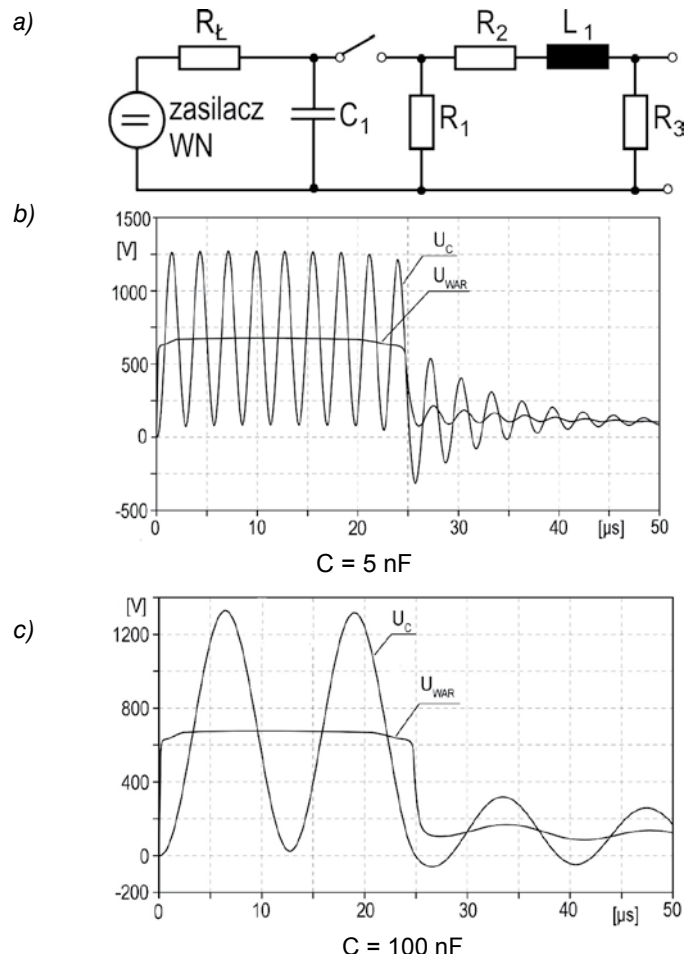 a)
R_Ł
zasilacz
WN
C_1
R_1
R_2
L_1
R_3
b)
1500
[V]
1000
500
0
-500
U_C
U_WAR
0 10 20 30 40 [µs] 50
C = 5 nF
c)
[V]
1200
800
400
0
-200
U_C
U_WAR
0 10 20 30 40 [µs] 50
C = 100 nF